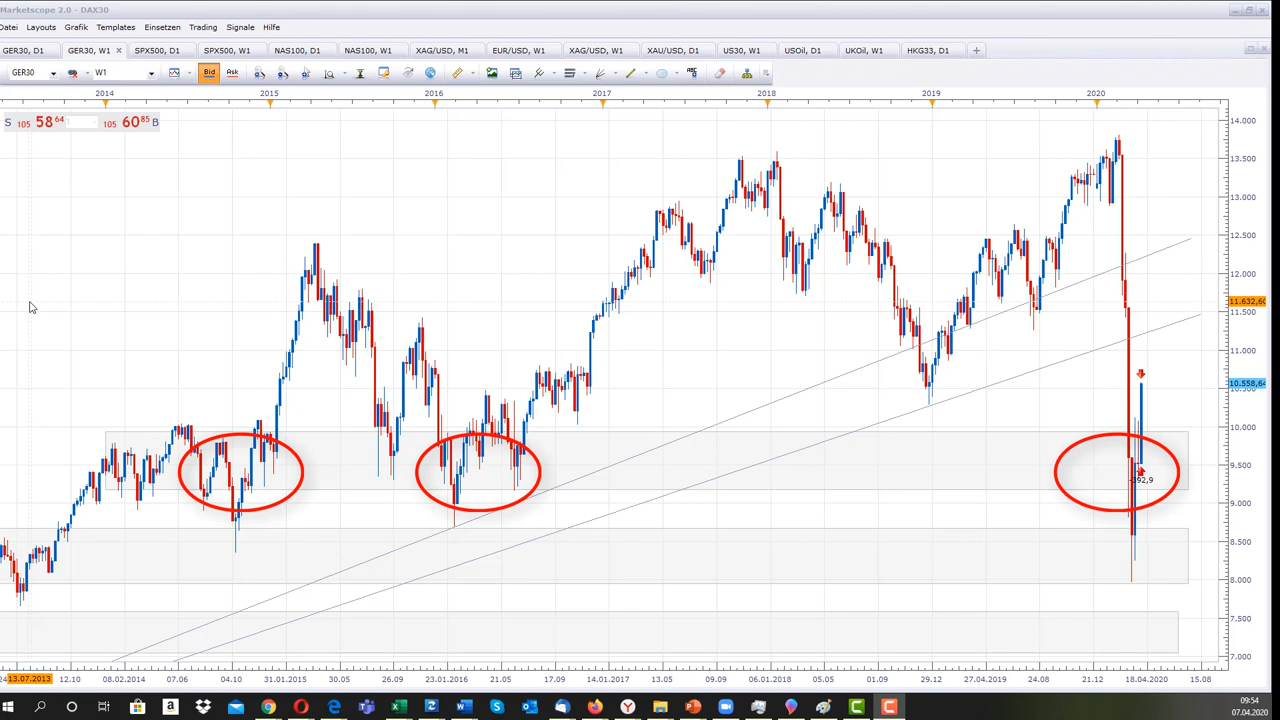 Marketscope 2.0 - DAX30
Datei Layouts Grafik Templates Einsetzen Trading Signale Hilfe
GER30, D1 GER30, W1 SPX500, D1 SPX500, W1 NAS100, D1 NAS100, W1 XAG/USD, M1 EUR/USD, W1 XAG/USD, W1 XAU/USD, D1 US30, W1 USOil, D1 UKOil, W1 HKG33, D1
GER30 W1 Bid Ask ABC
2014 2015 2016 2017 2018 2019 2020
S 105 58 64 105 60 85 B
14.000
13.500
13.000
12.500
12.000
11.632,60
11.500
11.000
10.558,64
10.500
10.000
9.500
-392,9
9.000
8.500
8.000
7.500
7.000
13.07.2013 12.10 08.02.2014 07.06 04.10 31.01.2015 30.05 26.09 23.01.2016 21.05 17.09 14.01.2017 13.05 09.09 06.01.2018 05.05 01.09 29.12 27.04.2019 24.08 21.12 18.04.2020 15.08
09:54
07.04.2020